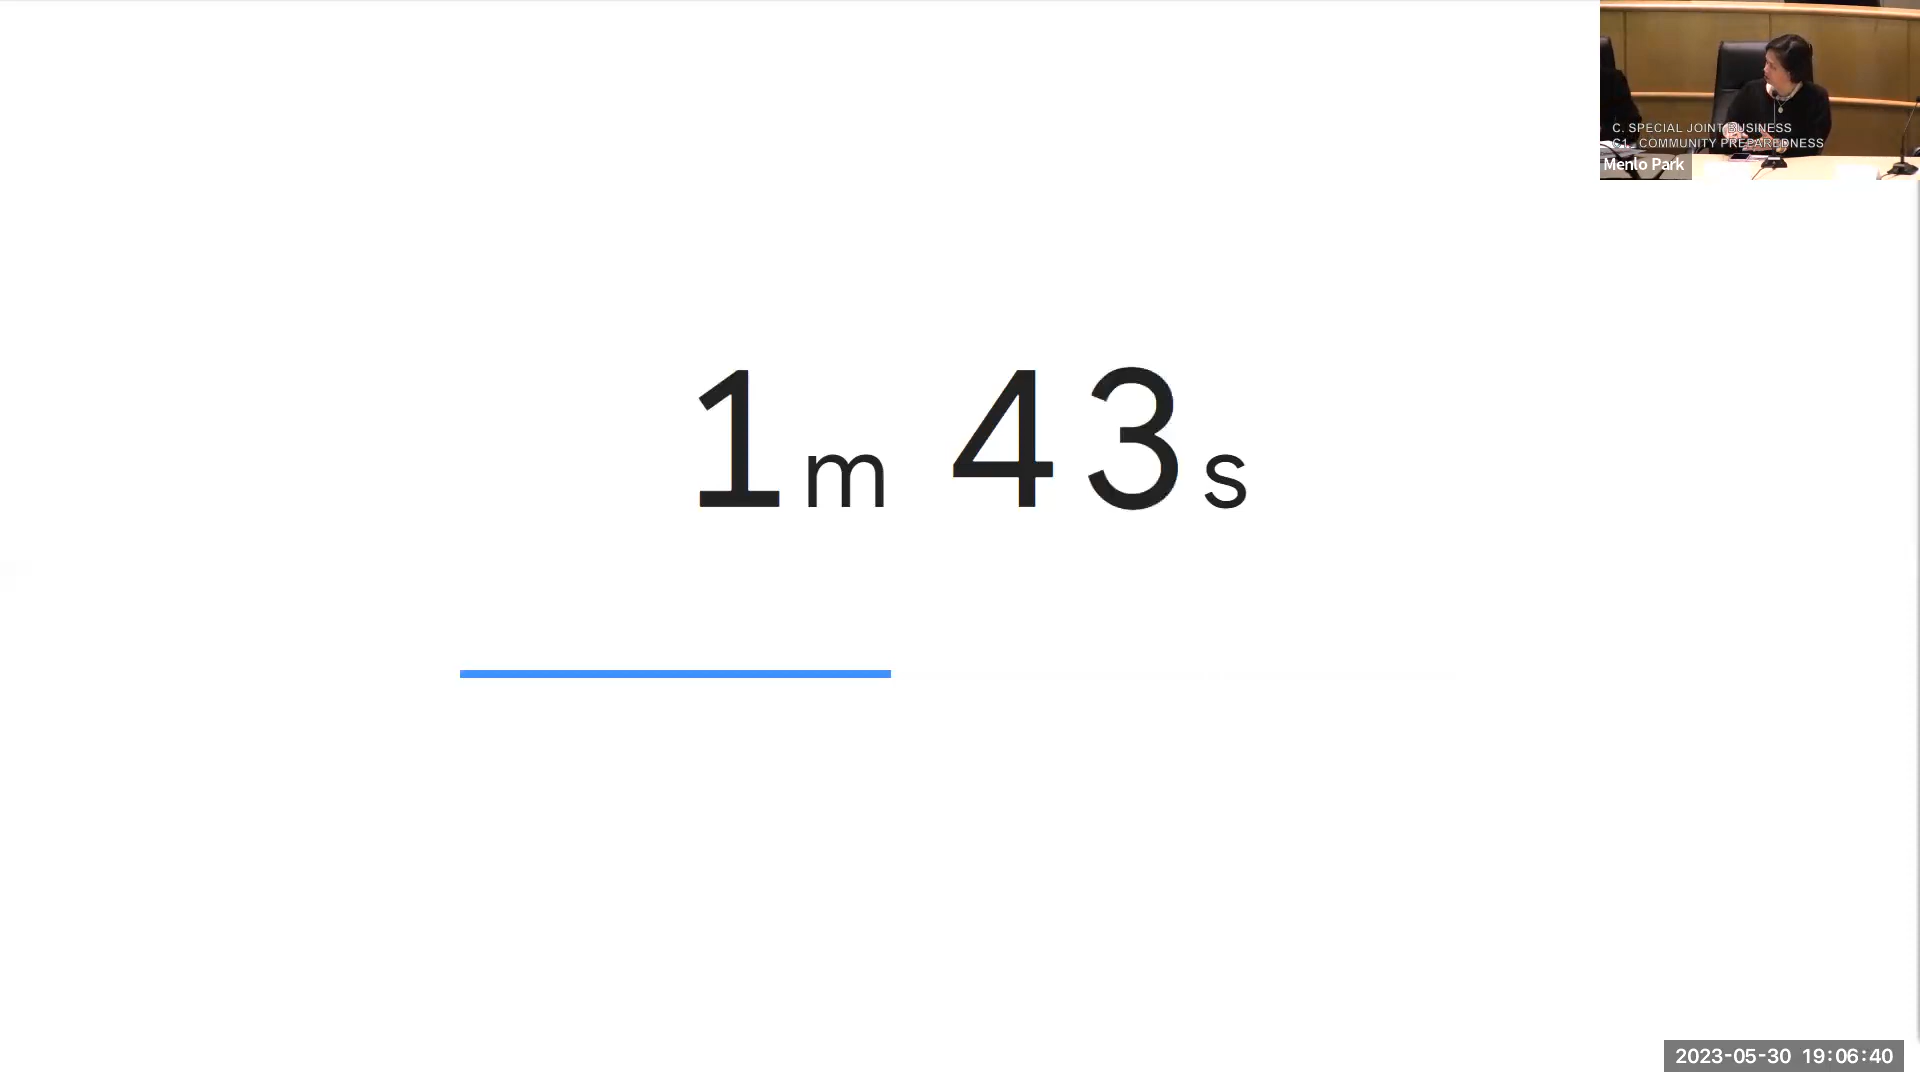 C. SPECIAL JOINT BUSINESS
C1. COMMUNITY PREPAREDNESS
Menlo Park
1m 43s
2023-05-30 19:06:40